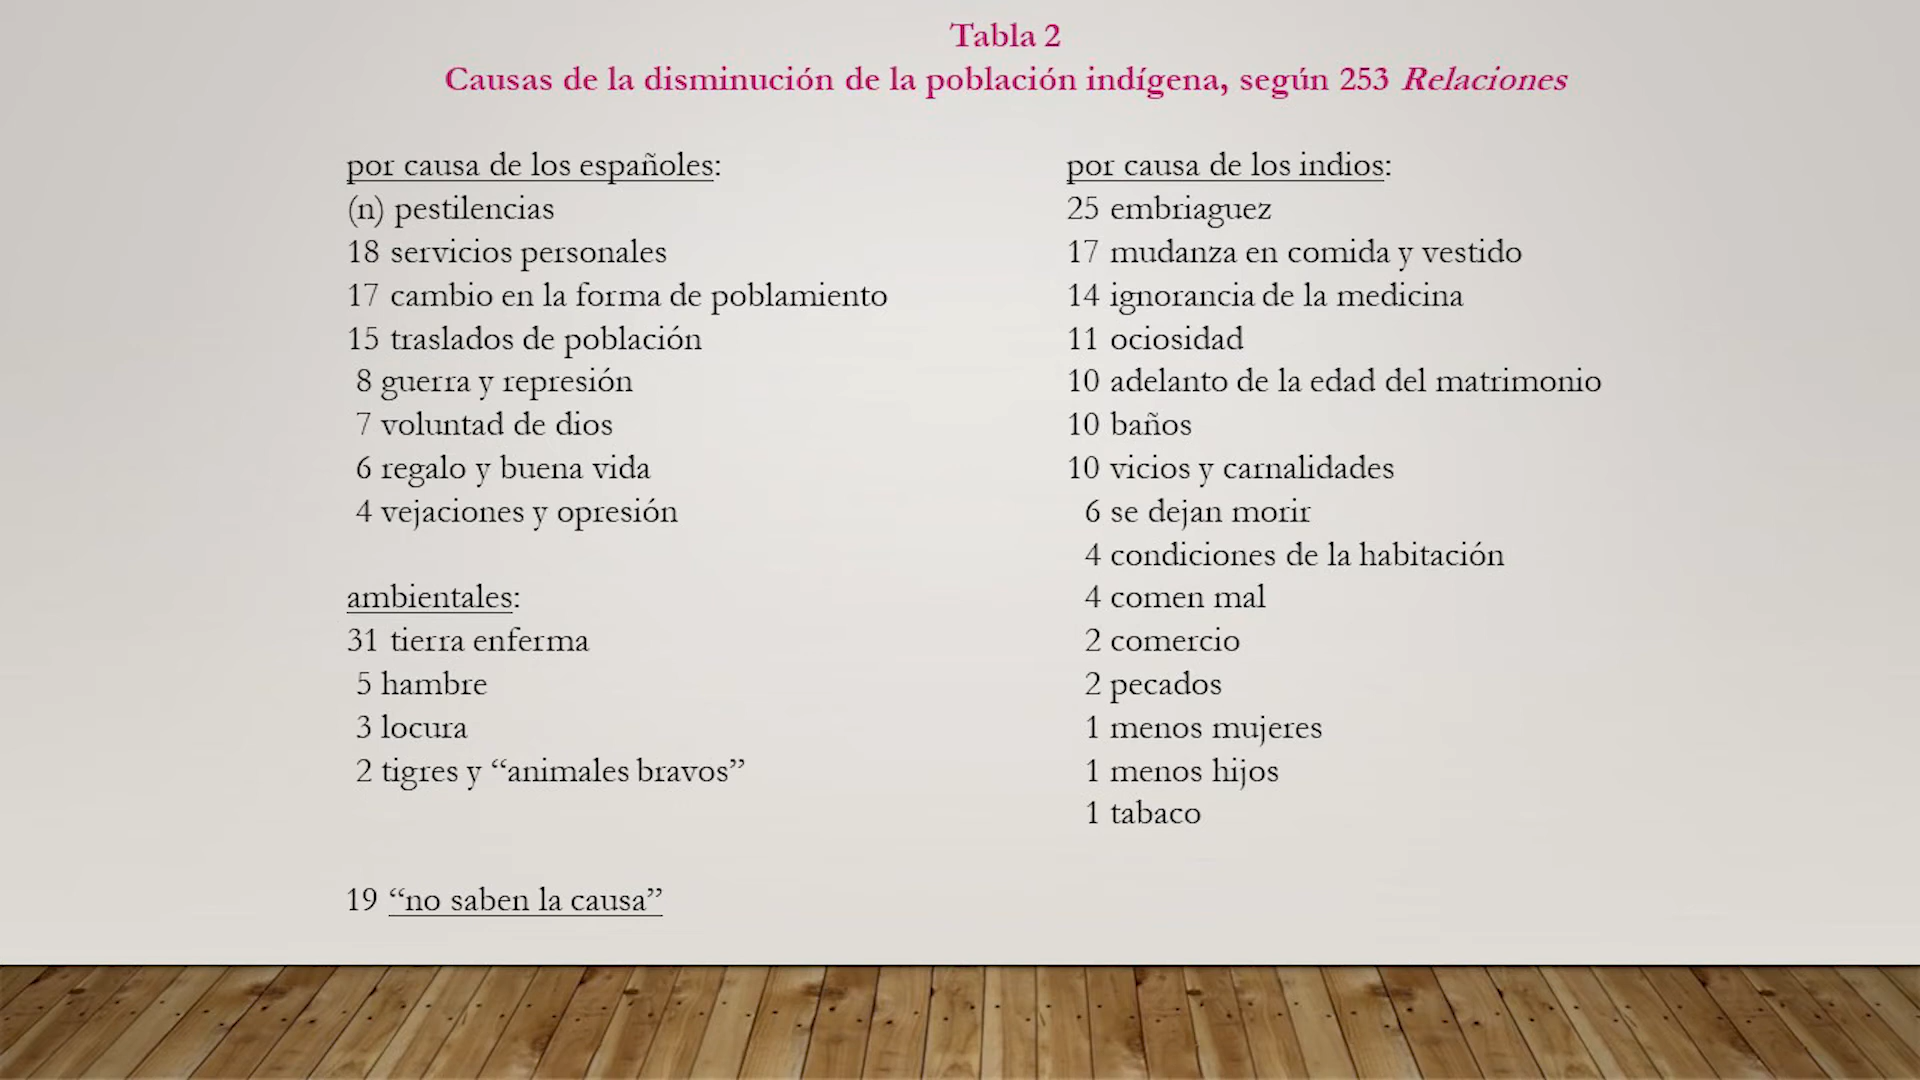 Tabla 2
Causas de la disminución de la población indígena, según 253 Relaciones
por causa de los españoles:
(n) pestilencias
18 servicios personales
17 cambio en la forma de poblamiento
15 traslados de población
8 guerra y represión
7 voluntad de dios
6 regalo y buena vida
4 vejaciones y opresión
ambientales:
31 tierra enferma
5 hambre
3 locura
2 tigres y “animales bravos”
19 “no saben la causa”
por causa de los indios:
25 embriaguez
17 mudanza en comida y vestido
14 ignorancia de la medicina
11 ociosidad
10 adelanto de la edad del matrimonio
10 baños
10 vicios y carnalidades
6 se dejan morir
4 condiciones de la habitación
4 comen mal
2 comercio
2 pecados
1 menos mujeres
1 menos hijos
1 tabaco